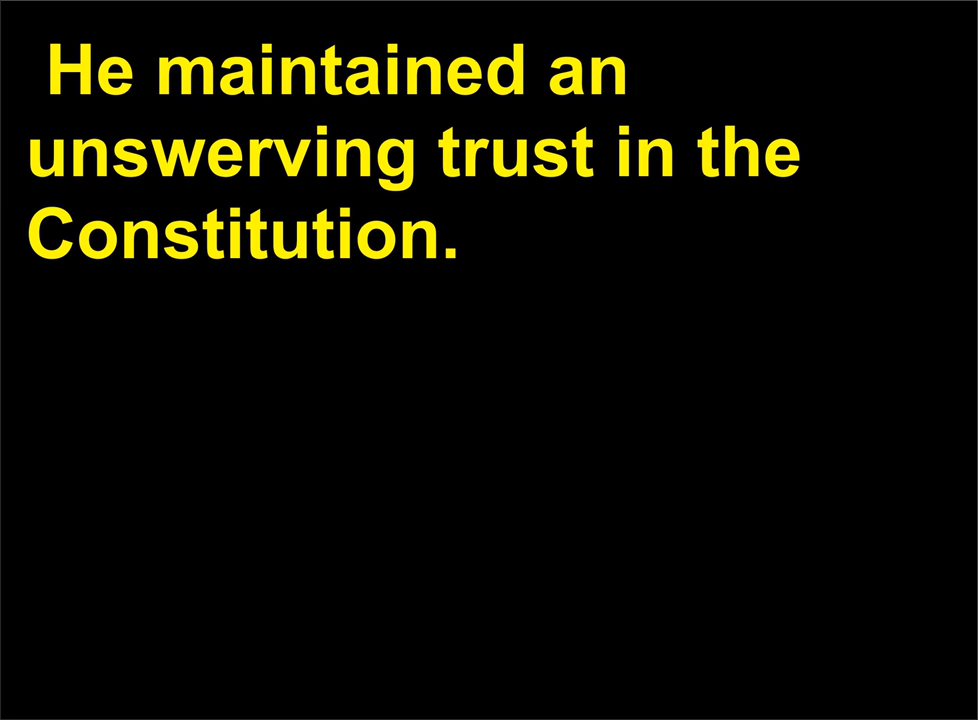 He maintained an
unswerving trust in the
Constitution.